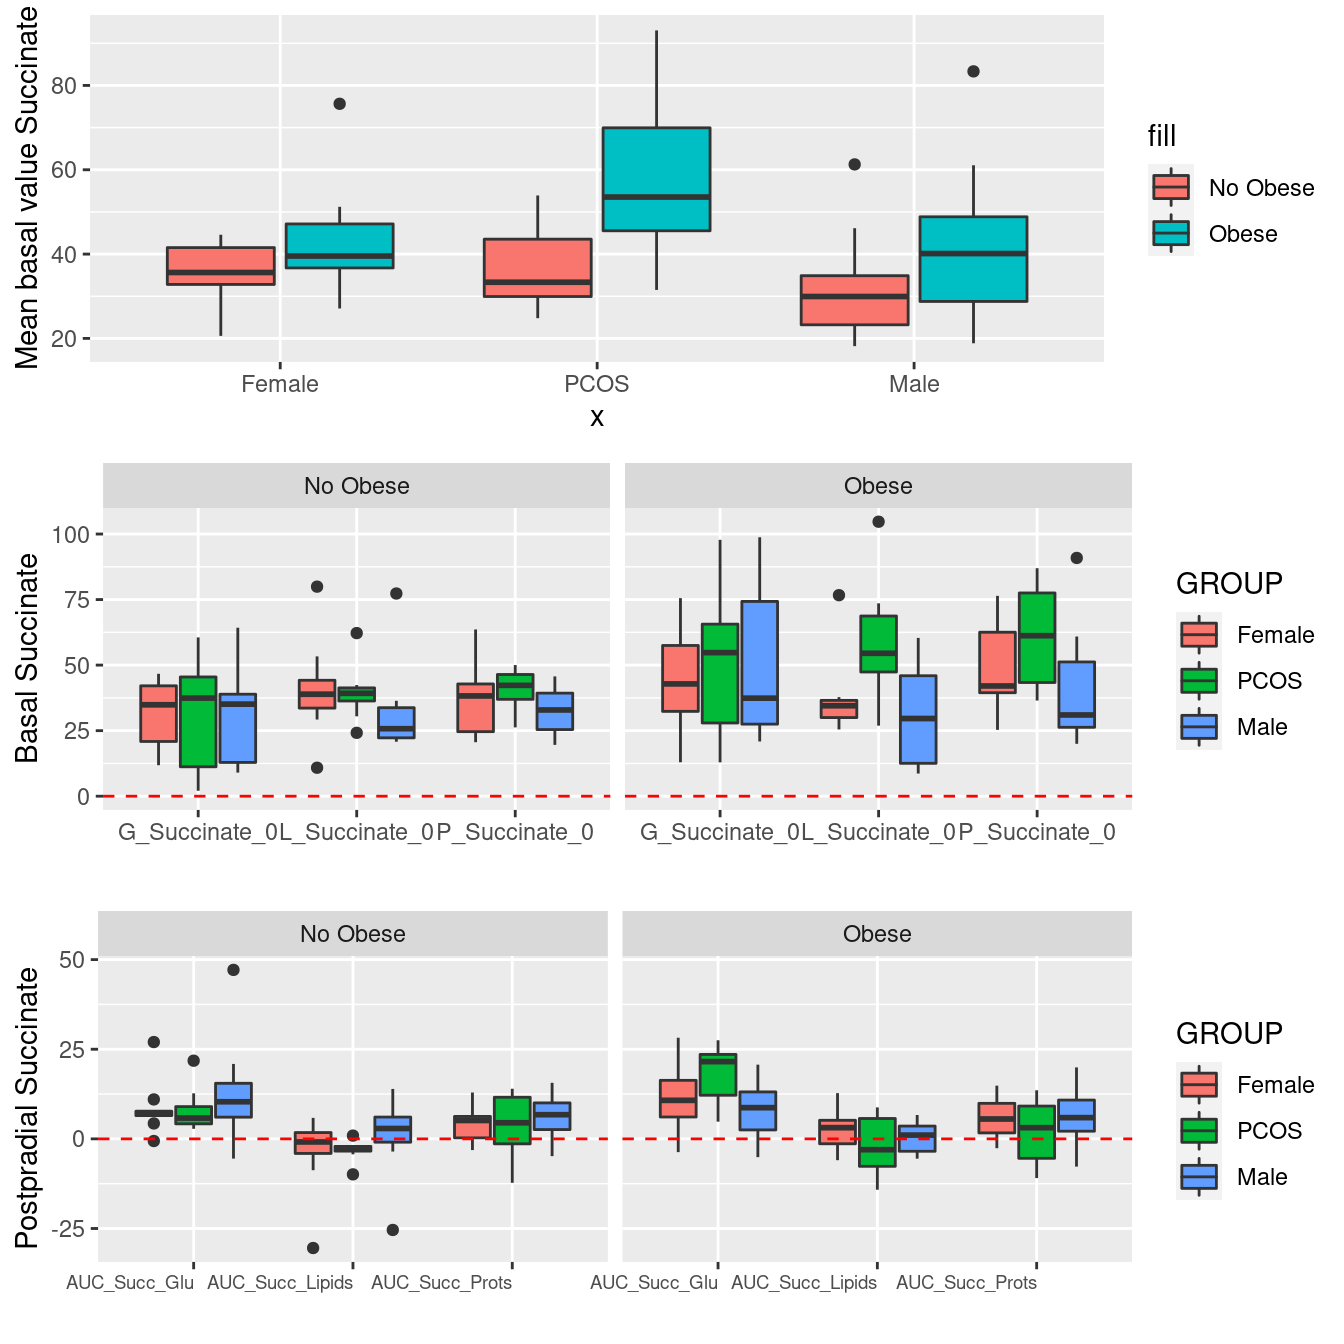 Mean basal value Succinate
80
60
40
20
Female PCOS Male
x
fill
No Obese
Obese
No Obese Obese
Basal Succinate
100
75
50
25
0
G_Succinate_0 L_Succinate_0 P_Succinate_0 G_Succinate_0 L_Succinate_0 P_Succinate_0
GROUP
Female
PCOS
Male
No Obese Obese
Postpradial Succinate
50
25
0
-25
AUC_Succ_Glu AUC_Succ_Lipids AUC_Succ_Prots AUC_Succ_Glu AUC_Succ_Lipids AUC_Succ_Prots
GROUP
Female
PCOS
Male